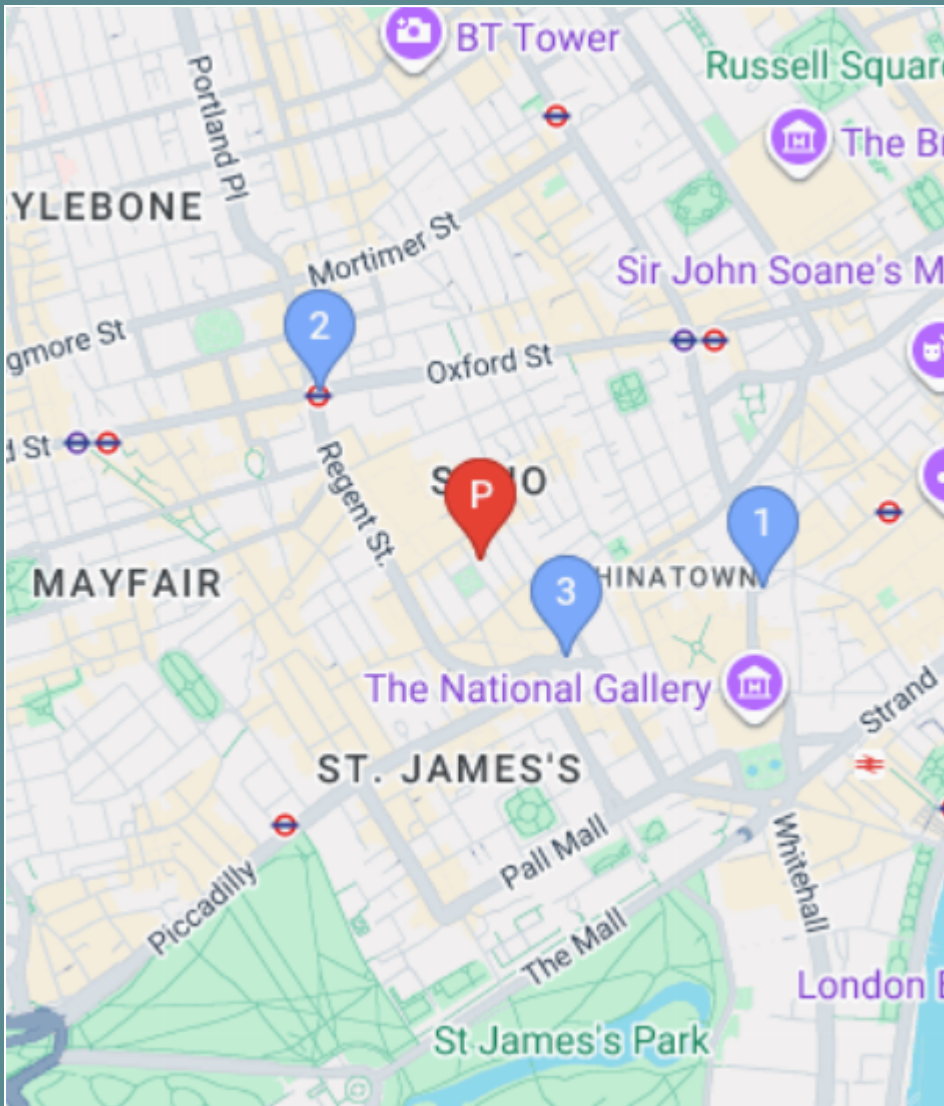 BT Tower
Russell Square
Portland Pl
The B
YLEBONE
Mortimer St
Sir John Soane's M
gmore St
2
Oxford St
d St
Regent St.
P
1
MAYFAIR
3
HINATOWN
The National Gallery
Strand
ST. JAMES'S
Pall Mall
Whitehall
Piccadilly
The Mall
London
St James's Park